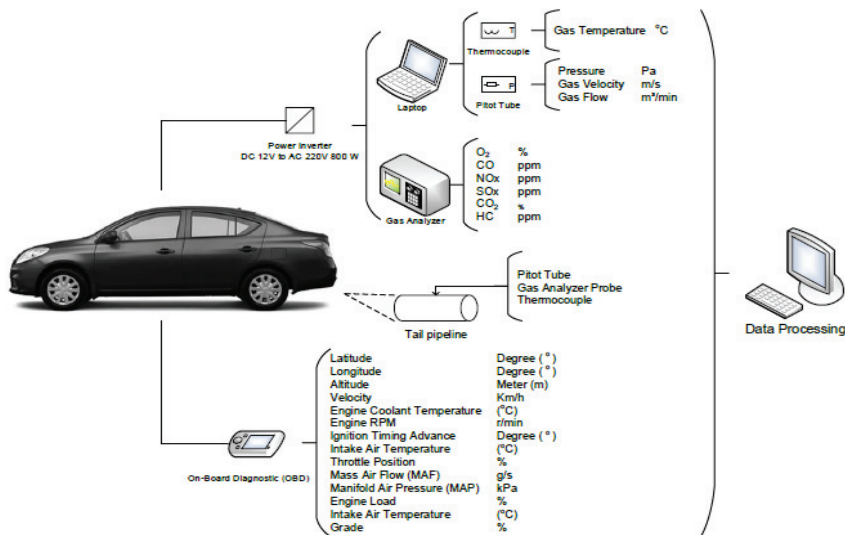 Thermocouple
Gas Temperature °C
Laptop
Pitot Tube
Pressure Pa
Gas Velocity m/s
Gas Flow m³/min
T
P
Power Inverter
DC 12V to AC 220V 800 W
Gas Analyzer
O₂ %
CO ppm
NOx ppm
SOx ppm
CO₂ %
HC ppm
Pitot Tube
Gas Analyzer Probe
Thermocouple
Tail pipeline
Data Processing
On-Board Diagnostic (OBD)
Latitude Degree ( ° )
Longitude Degree ( ° )
Altitude Meter (m)
Velocity Km/h
Engine Coolant Temperature (°C)
Engine RPM r/min
Ignition Timing Advance Degree ( ° )
Intake Air Temperature (°C)
Throttle Position %
Mass Air Flow (MAF) g/s
Manifold Air Pressure (MAP) kPa
Engine Load %
Intake Air Temperature (°C)
Grade %